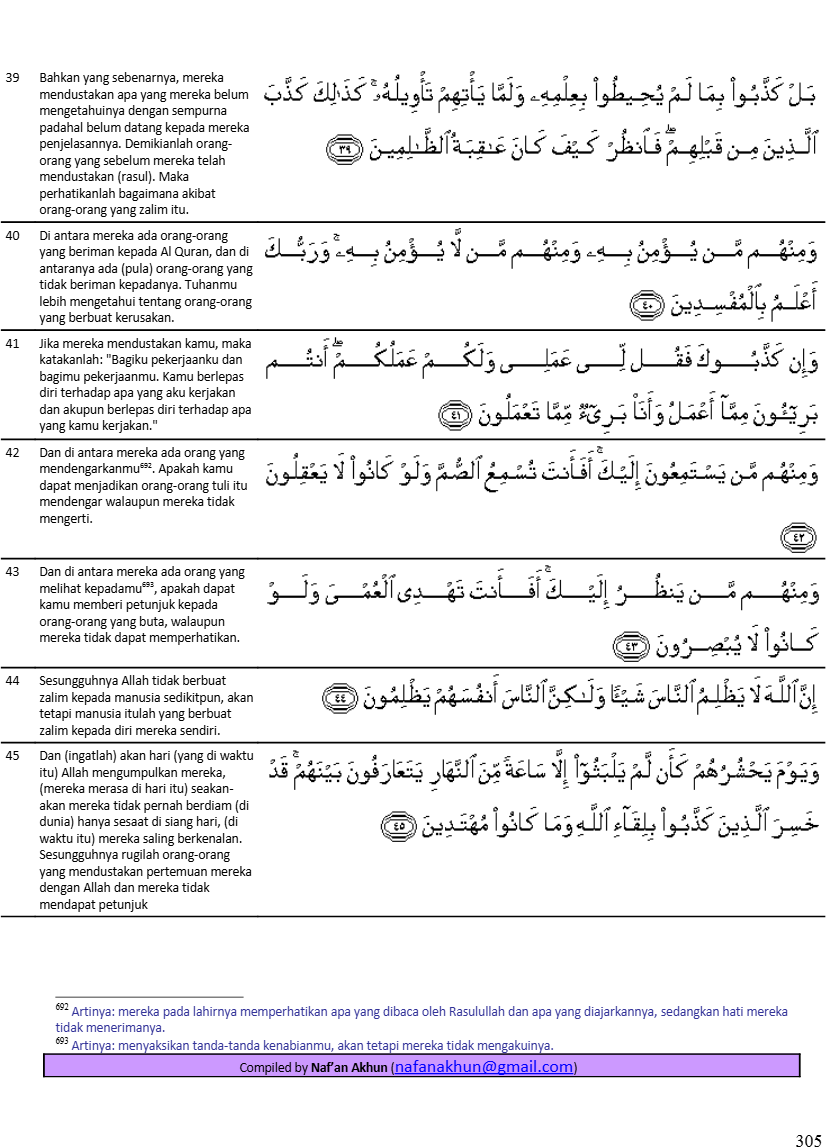 39
Bahkan yang sebenarnya, mereka
mendustakan apa yang mereka belum
mengetahuinya dengan sempurna
padahal belum datang kepada mereka
penjelasannya. Demikianlah orang-
orang yang sebelum mereka telah
mendustakan (rasul). Maka
perhatikanlah bagaimana akibat
orang-orang yang zalim itu.
بَلْ كَذَّبُوا۟ بِمَا لَمْ يُحِيطُوا۟ بِعِلْمِهِۦ وَلَمَّا يَأْتِهِمْ تَأْوِيلُهُۥ ۚ كَذَٰلِكَ كَذَّبَ
ٱلَّذِينَ مِن قَبْلِهِمْ ۖ فَٱنظُرْ كَيْفَ كَانَ عَـٰقِبَةُ ٱلظَّـٰلِمِينَ ٣٩
40
Di antara mereka ada orang-orang
yang beriman kepada Al Quran, dan di
antaranya ada (pula) orang-orang yang
tidak beriman kepadanya. Tuhanmu
lebih mengetahui tentang orang-orang
yang berbuat kerusakan.
وَمِنْهُم مَّن يُؤْمِنُ بِهِۦ وَمِنْهُم مَّن لَّا يُؤْمِنُ بِهِۦ ۚ وَرَبُّكَ
أَعْلَمُ بِٱلْمُفْسِدِينَ ٤٠
41
Jika mereka mendustakan kamu, maka
katakanlah: "Bagiku pekerjaanku dan
bagimu pekerjaanmu. Kamu berlepas
diri terhadap apa yang aku kerjakan
dan akupun berlepas diri terhadap apa
yang kamu kerjakan."
وَإِن كَذَّبُوكَ فَقُل لِّى عَمَلِى وَلَكُمْ عَمَلُكُمْ ۖ أَنتُم
بَرِيٓـُٔونَ مِمَّآ أَعْمَلُ وَأَنَا۠ بَرِىٓءٌ مِّمَّا تَعْمَلُونَ ٤١
42
Dan di antara mereka ada orang yang
mendengarkanmu⁶⁹². Apakah kamu
dapat menjadikan orang-orang tuli itu
mendengar walaupun mereka tidak
mengerti.
وَمِنْهُم مَّن يَسْتَمِعُونَ إِلَيْكَ ۚ أَفَأَنتَ تُسْمِعُ ٱلصُّمَّ وَلَوْ كَانُوا۟ لَا يَعْقِلُونَ
٤٢
43
Dan di antara mereka ada orang yang
melihat kepadamu⁶⁹³, apakah dapat
kamu memberi petunjuk kepada
orang-orang yang buta, walaupun
mereka tidak dapat memperhatikan.
وَمِنْهُم مَّن يَنظُرُ إِلَيْكَ ۚ أَفَأَنتَ تَهْدِى ٱلْعُمْىَ وَلَوْ
كَانُوا۟ لَا يُبْصِرُونَ ٤٣
44
Sesungguhnya Allah tidak berbuat
zalim kepada manusia sedikitpun, akan
tetapi manusia itulah yang berbuat
zalim kepada diri mereka sendiri.
إِنَّ ٱللَّهَ لَا يَظْلِمُ ٱلنَّاسَ شَيْـًٔا وَلَـٰكِنَّ ٱلنَّاسَ أَنفُسَهُمْ يَظْلِمُونَ ٤٤
45
Dan (ingatlah) akan hari (yang di waktu
itu) Allah mengumpulkan mereka,
(mereka merasa di hari itu) seakan-
akan mereka tidak pernah berdiam (di
dunia) hanya sesaat di siang hari, (di
waktu itu) mereka saling berkenalan.
Sesungguhnya rugilah orang-orang
yang mendustakan pertemuan mereka
dengan Allah dan mereka tidak
mendapat petunjuk
وَيَوْمَ يَحْشُرُهُمْ كَأَن لَّمْ يَلْبَثُوٓا۟ إِلَّا سَاعَةً مِّنَ ٱلنَّهَارِ يَتَعَارَفُونَ بَيْنَهُمْ ۚ قَدْ
خَسِرَ ٱلَّذِينَ كَذَّبُوا۟ بِلِقَآءِ ٱللَّهِ وَمَا كَانُوا۟ مُهْتَدِينَ ٤٥
⁶⁹² Artinya: mereka pada lahirnya memperhatikan apa yang dibaca oleh Rasulullah dan apa yang diajarkannya, sedangkan hati mereka
tidak menerimanya.
⁶⁹³ Artinya: menyaksikan tanda-tanda kenabianmu, akan tetapi mereka tidak mengakuinya.
Compiled by Naf'an Akhun (nafanakhun@gmail.com)
305